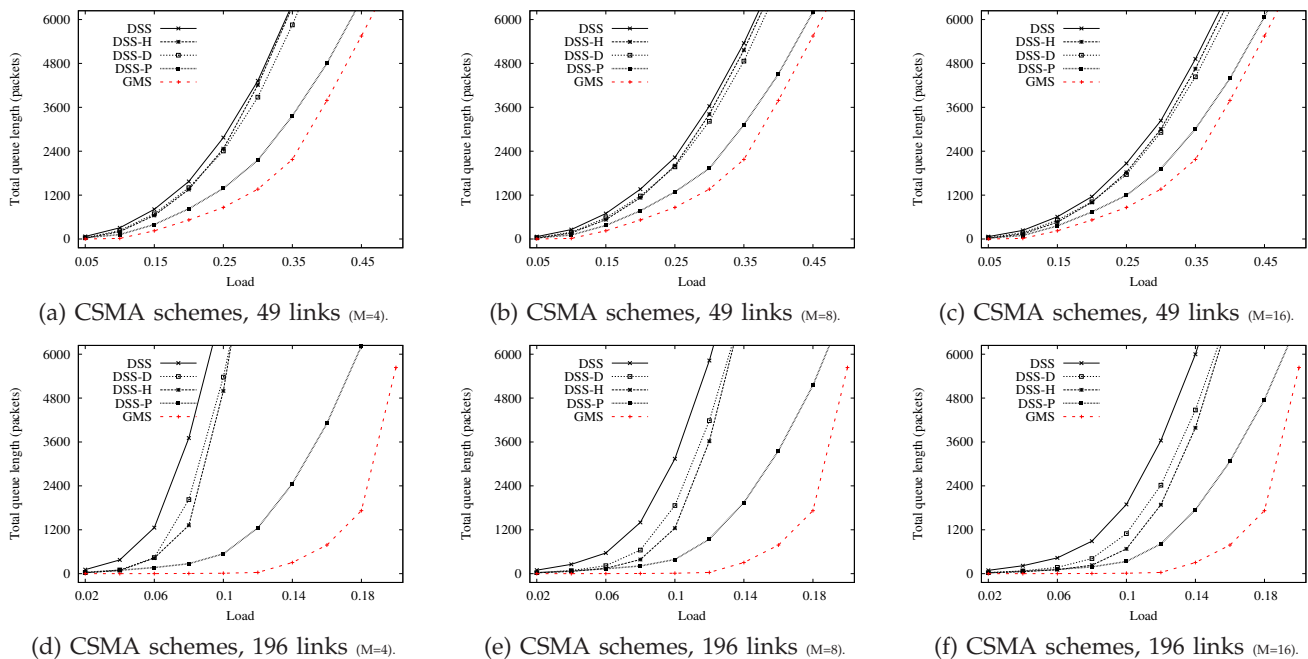 6000
4800
3600
2400
1200
0
Total queue length (packets)
DSS
DSS-H
DSS-D
DSS-P
GMS
0.05 0.15 0.25 0.35 0.45
Load
(a) CSMA schemes, 49 links (M=4).
6000
4800
3600
2400
1200
0
Total queue length (packets)
DSS
DSS-H
DSS-D
DSS-P
GMS
0.05 0.15 0.25 0.35 0.45
Load
(b) CSMA schemes, 49 links (M=8).
6000
4800
3600
2400
1200
0
Total queue length (packets)
DSS
DSS-H
DSS-D
DSS-P
GMS
0.05 0.15 0.25 0.35 0.45
Load
(c) CSMA schemes, 49 links (M=16).
6000
4800
3600
2400
1200
0
Total queue length (packets)
DSS
DSS-D
DSS-H
DSS-P
GMS
0.02 0.06 0.1 0.14 0.18
Load
(d) CSMA schemes, 196 links (M=4).
6000
4800
3600
2400
1200
0
Total queue length (packets)
DSS
DSS-D
DSS-H
DSS-P
GMS
0.02 0.06 0.1 0.14 0.18
Load
(e) CSMA schemes, 196 links (M=8).
6000
4800
3600
2400
1200
0
Total queue length (packets)
DSS
DSS-D
DSS-H
DSS-P
GMS
0.02 0.06 0.1 0.14 0.18
Load
(f) CSMA schemes, 196 links (M=16).